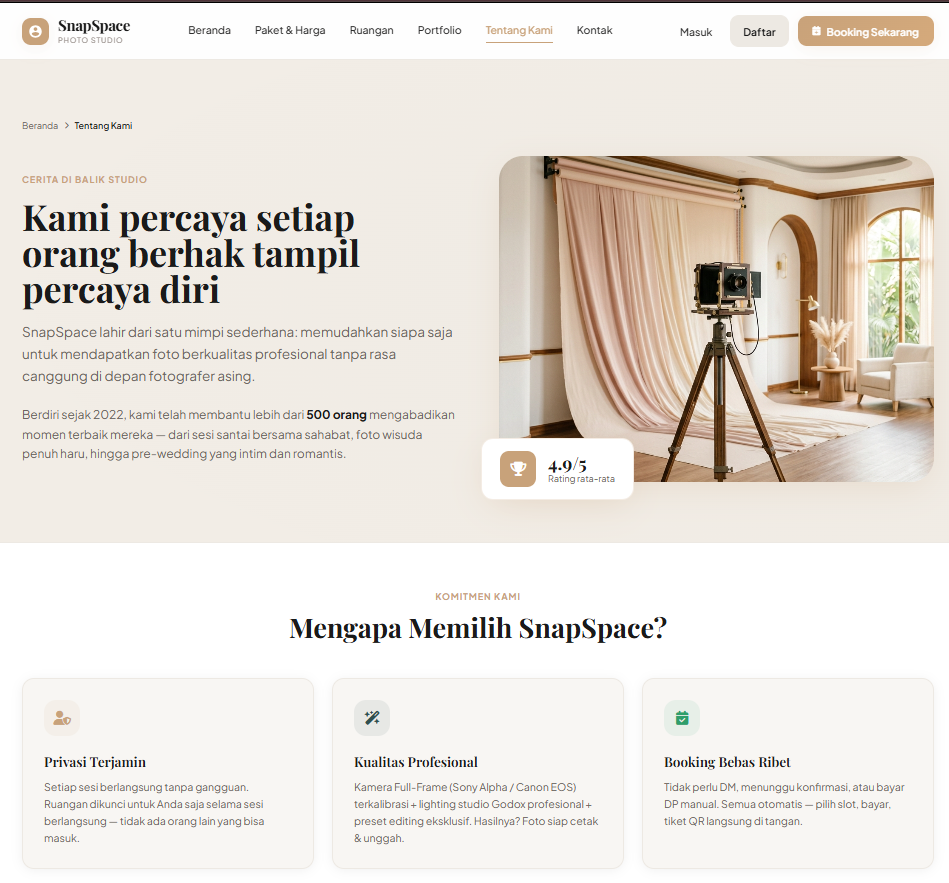 SnapSpace
PHOTO STUDIO
Beranda
Paket & Harga
Ruangan
Portfolio
Tentang Kami
Kontak
Masuk
Daftar
Booking Sekarang
Beranda > Tentang Kami
CERITA DI BALIK STUDIO
Kami percaya setiap
orang berhak tampil
percaya diri
SnapSpace lahir dari satu mimpi sederhana: memudahkan siapa saja
untuk mendapatkan foto berkualitas profesional tanpa rasa
canggung di depan fotografer asing.
Berdiri sejak 2022, kami telah membantu lebih dari 500 orang mengabadikan
momen terbaik mereka — dari sesi santai bersama sahabat, foto wisuda
penuh haru, hingga pre-wedding yang intim dan romantis.
4.9/5
Rating rata-rata
KOMITMEN KAMI
Mengapa Memilih SnapSpace?
Privasi Terjamin
Setiap sesi berlangsung tanpa gangguan.
Ruangan dikunci untuk Anda saja selama sesi
berlangsung — tidak ada orang lain yang bisa
masuk.
Kualitas Profesional
Kamera Full-Frame (Sony Alpha / Canon EOS)
terkalibrasi + lighting studio Godox profesional +
preset editing eksklusif. Hasilnya? Foto siap cetak
& unggah.
Booking Bebas Ribet
Tidak perlu DM, menunggu konfirmasi, atau bayar
DP manual. Semua otomatis — pilih slot, bayar,
tiket QR langsung di tangan.